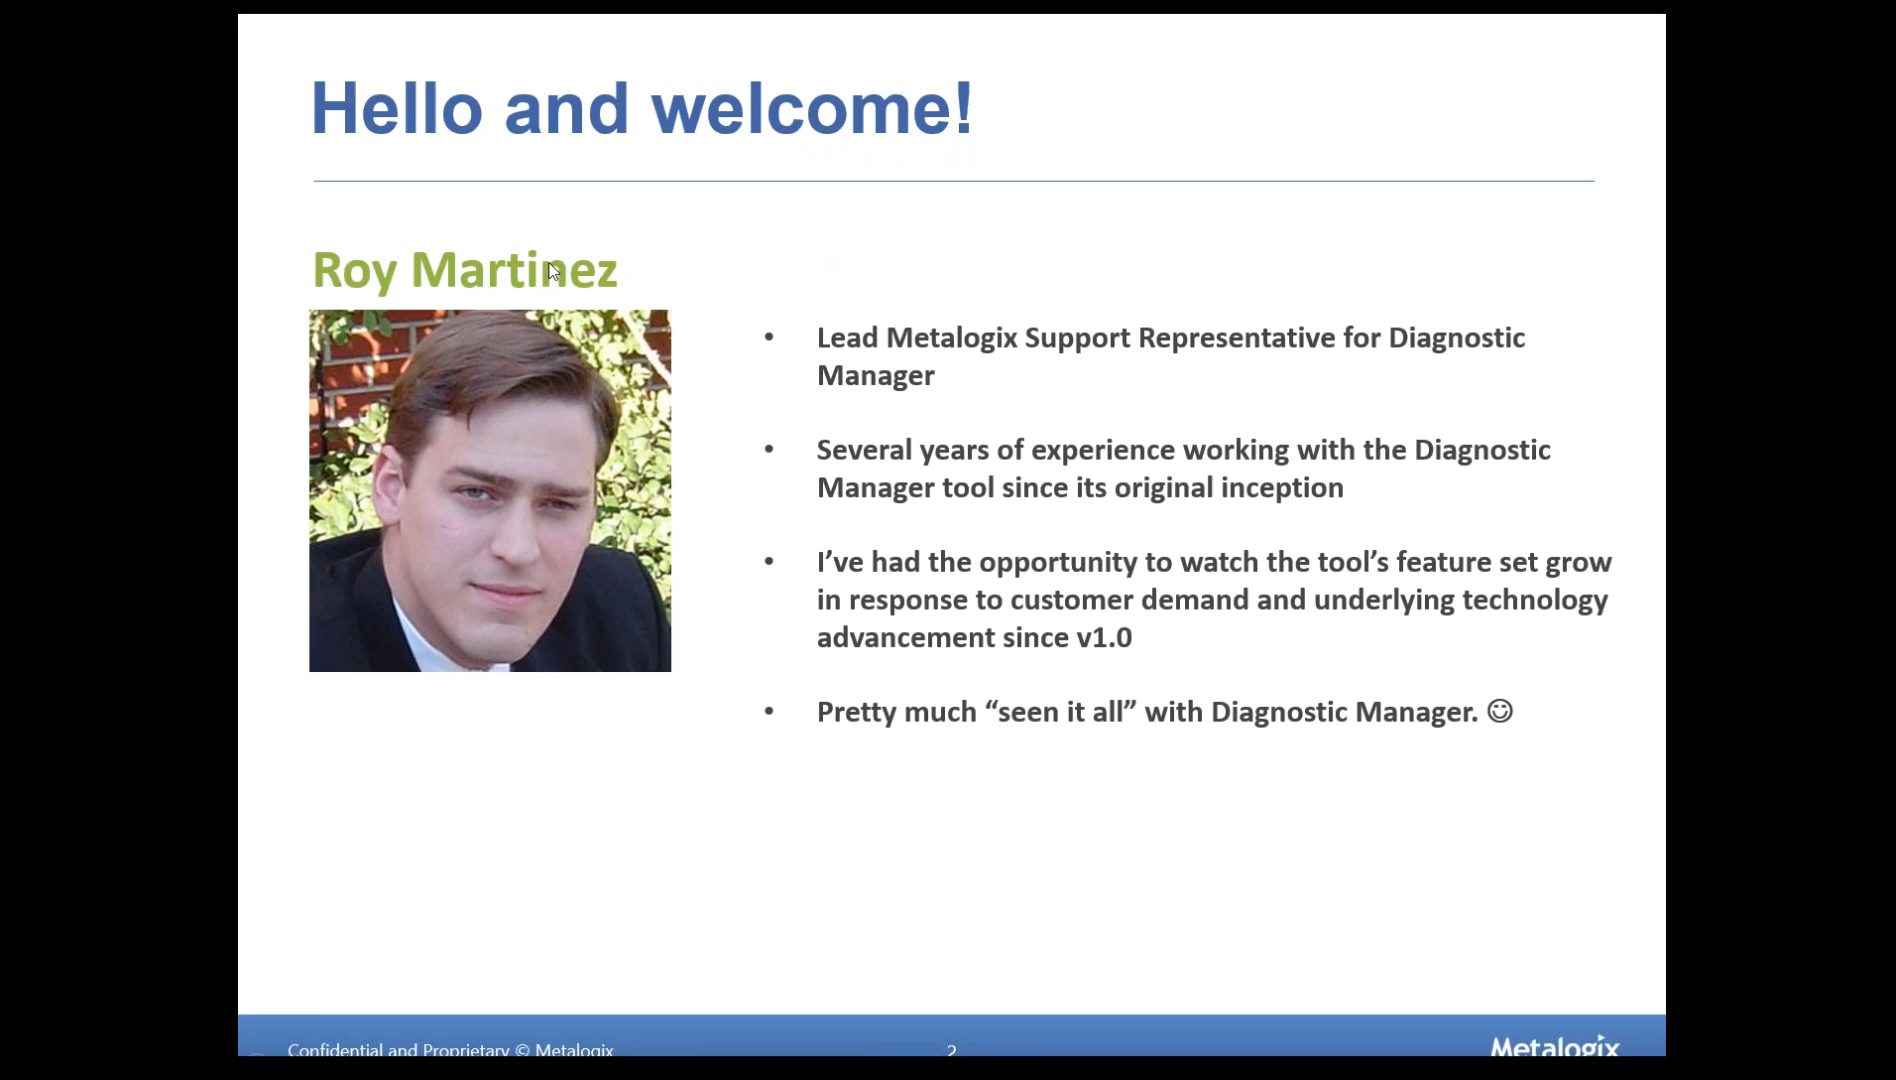 Hello and welcome!
Roy Martinez
• Lead Metalogix Support Representative for Diagnostic
Manager
• Several years of experience working with the Diagnostic
Manager tool since its original inception
• I’ve had the opportunity to watch the tool’s feature set grow
in response to customer demand and underlying technology
advancement since v1.0
• Pretty much “seen it all” with Diagnostic Manager. ☺
Confidential and Proprietary © Metalogix
2
Metalogix